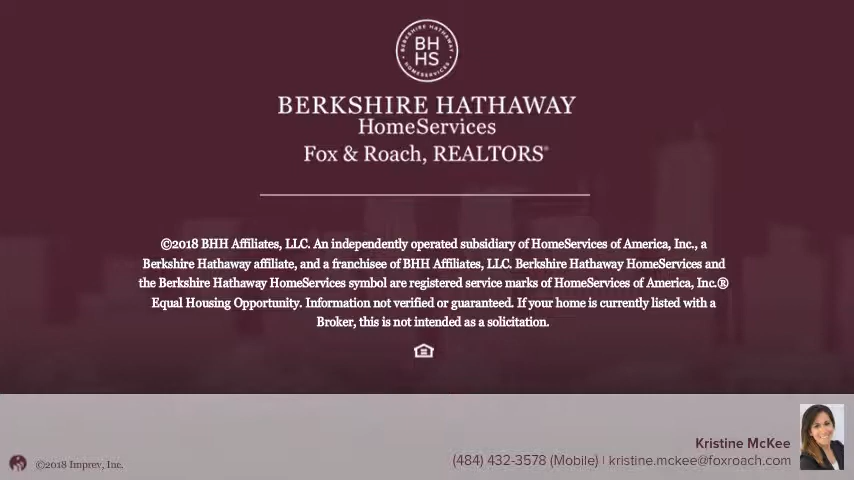 BERKSHIRE HATHAWAY HOMESERVICES
BH
HS
BERKSHIRE HATHAWAY
HomeServices
Fox & Roach, REALTORS®
©2018 BHH Affiliates, LLC. An independently operated subsidiary of HomeServices of America, Inc., a
Berkshire Hathaway affiliate, and a franchisee of BHH Affiliates, LLC. Berkshire Hathaway HomeServices and
the Berkshire Hathaway HomeServices symbol are registered service marks of HomeServices of America, Inc.®
Equal Housing Opportunity. Information not verified or guaranteed. If your home is currently listed with a
Broker, this is not intended as a solicitation.
Kristine McKee
(484) 432-3578 (Mobile) | kristine.mckee@foxroach.com
©2018 Imprev, Inc.